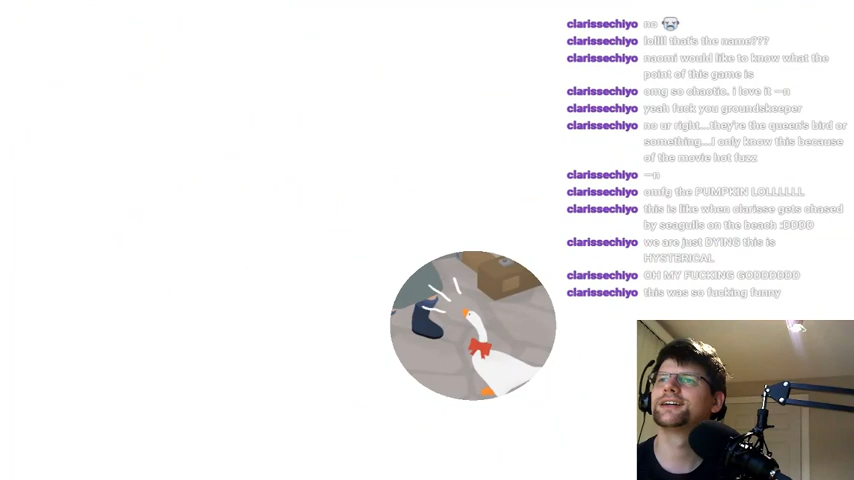 clarissechiyo no
clarissechiyo lollll that's the name???
clarissechiyo naomi would like to know what the
point of this game is
clarissechiyo omg so chaotic. i love it —n
clarissechiyo yeah fuck you groundskeeper
clarissechiyo no ur right...they're the queen's bird or
something...I only know this because
of the movie hot fuzz
clarissechiyo —n
clarissechiyo omfg the PUMPKIN LOLLLLLL
clarissechiyo this is like when clarisse gets chased
by seagulls on the beach :DDDD
clarissechiyo we are just DYING this is
HYSTERICAL
clarissechiyo OH MY FUCKING GODDDDDD
clarissechiyo this was so fucking funny